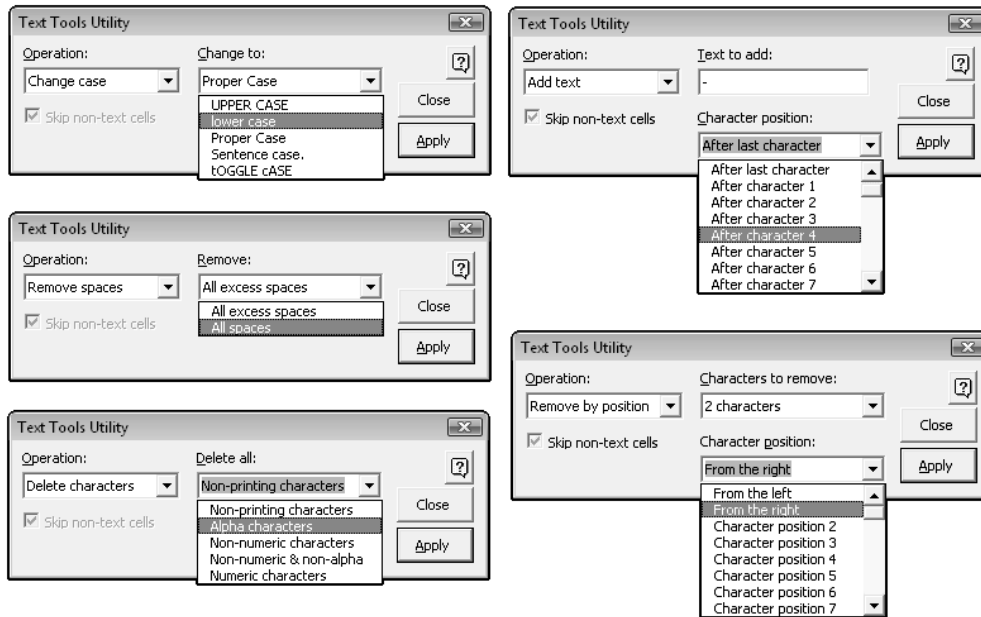 Text Tools Utility
Operation: Change to:
Change case Proper Case
UPPER CASE
lower case
Proper Case
Sentence case.
tOGGLE cASE
Skip non-text cells
?
Close
Apply
Text Tools Utility
Operation: Text to add:
Add text -
Skip non-text cells
Character position:
After last character
After last character
After character 1
After character 2
After character 3
After character 4
After character 5
After character 6
After character 7
?
Close
Apply
Text Tools Utility
Operation: Remove:
Remove spaces All excess spaces
All excess spaces
All spaces
Skip non-text cells
?
Close
Apply
Text Tools Utility
Operation: Characters to remove:
Remove by position 2 characters
Skip non-text cells
Character position:
From the right
From the left
From the right
Character position 2
Character position 3
Character position 4
Character position 5
Character position 6
Character position 7
?
Close
Apply
Text Tools Utility
Operation: Delete all:
Delete characters Non-printing characters
Non-printing characters
Alpha characters
Non-numeric characters
Non-numeric & non-alpha
Numeric characters
Skip non-text cells
?
Close
Apply